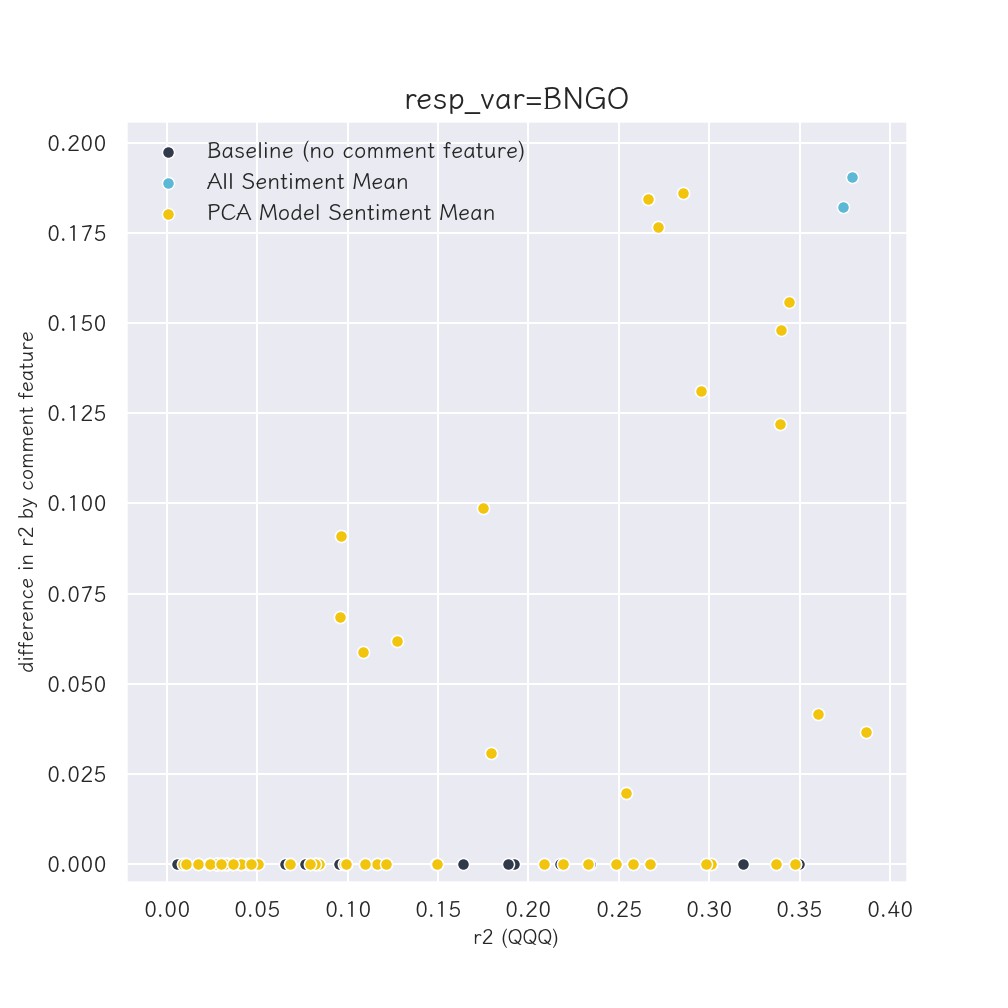 resp_var=BNGO
Baseline (no comment feature)
All Sentiment Mean
PCA Model Sentiment Mean
difference in r2 by comment feature
0.200
0.175
0.150
0.125
0.100
0.075
0.050
0.025
0.000
0.00 0.05 0.10 0.15 0.20 0.25 0.30 0.35 0.40
r2 (QQQ)